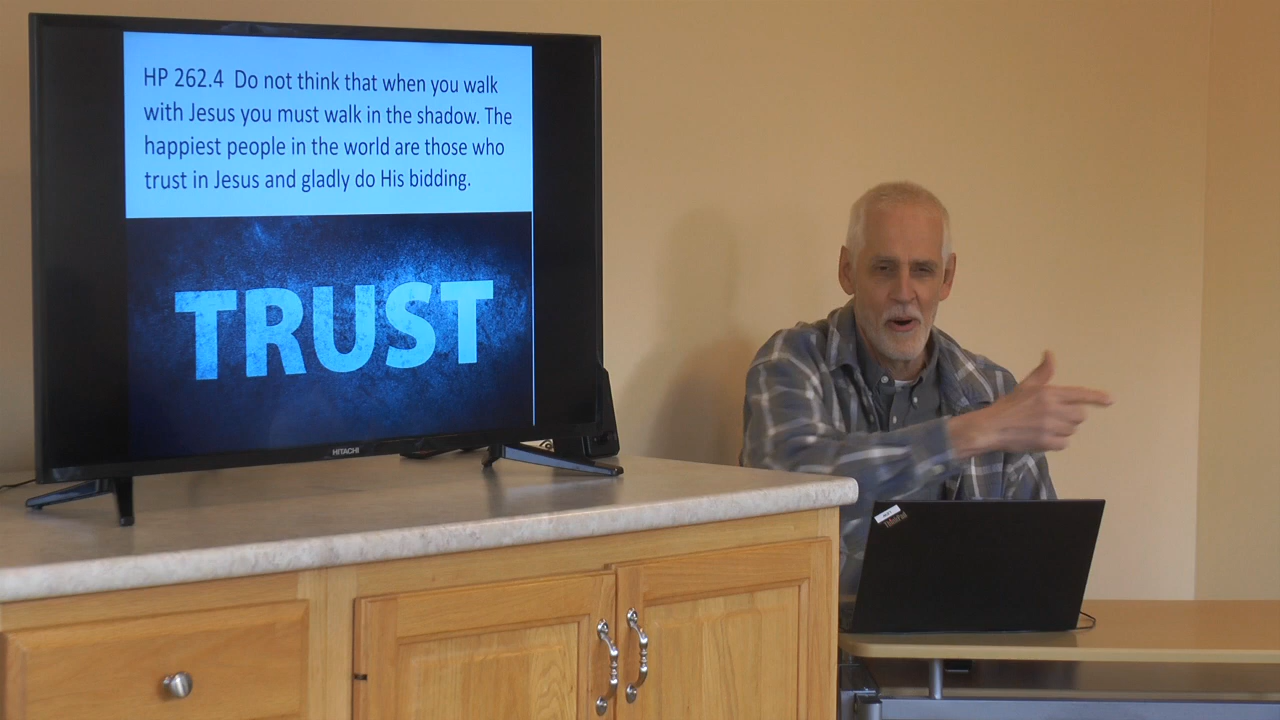 HP 262.4 Do not think that when you walk
with Jesus you must walk in the shadow. The
happiest people in the world are those who
trust in Jesus and gladly do His bidding.
TRUST
HITACHI
ThinkPad